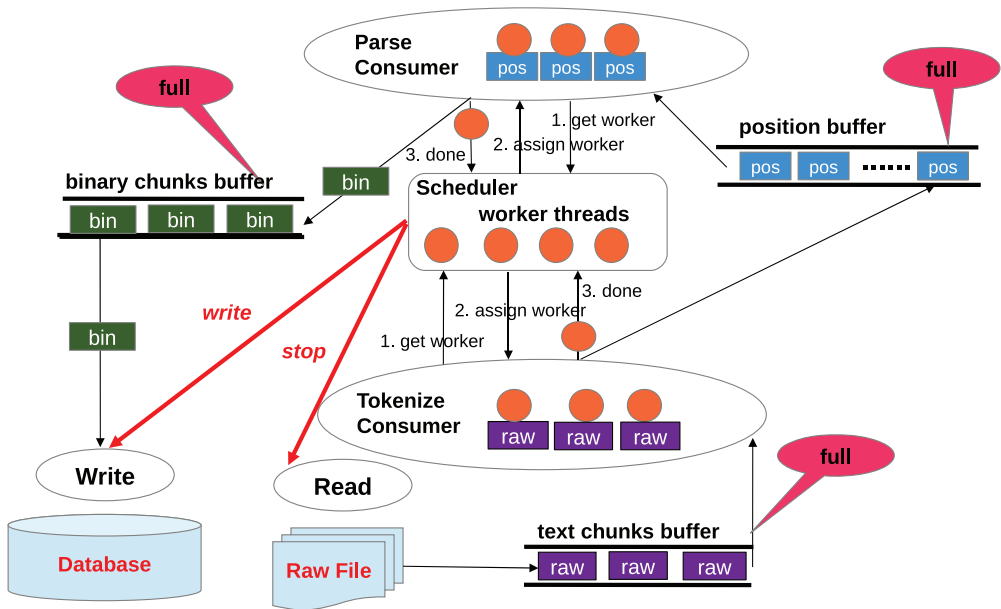 Parse
Consumer
pos pos pos
full
full
1. get worker
2. assign worker
3. done
position buffer
pos pos pos
bin
binary chunks buffer
bin bin bin
Scheduler
worker threads
write
stop
3. done
2. assign worker
1. get worker
bin
Tokenize
Consumer
raw raw raw
full
Write
Read
text chunks buffer
raw raw raw
Database
Raw File